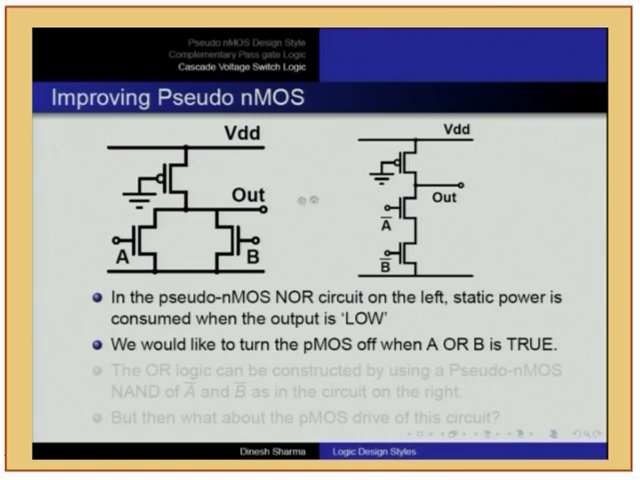 Pseudo nMOS Design Style
Complementary Pass gate Logic
Cascade Voltage Switch Logic
Improving Pseudo nMOS
Vdd
Out
A
B
Vdd
Out
A̅
B̅
In the pseudo-nMOS NOR circuit on the left, static power is
consumed when the output is 'LOW'
We would like to turn the pMOS off when A OR B is TRUE.
The OR logic can be constructed by using a Pseudo-nMOS
NAND of A̅ and B̅ as in the circuit on the right.
But then what about the pMOS drive of this circuit?
Dinesh Sharma
Logic Design Styles